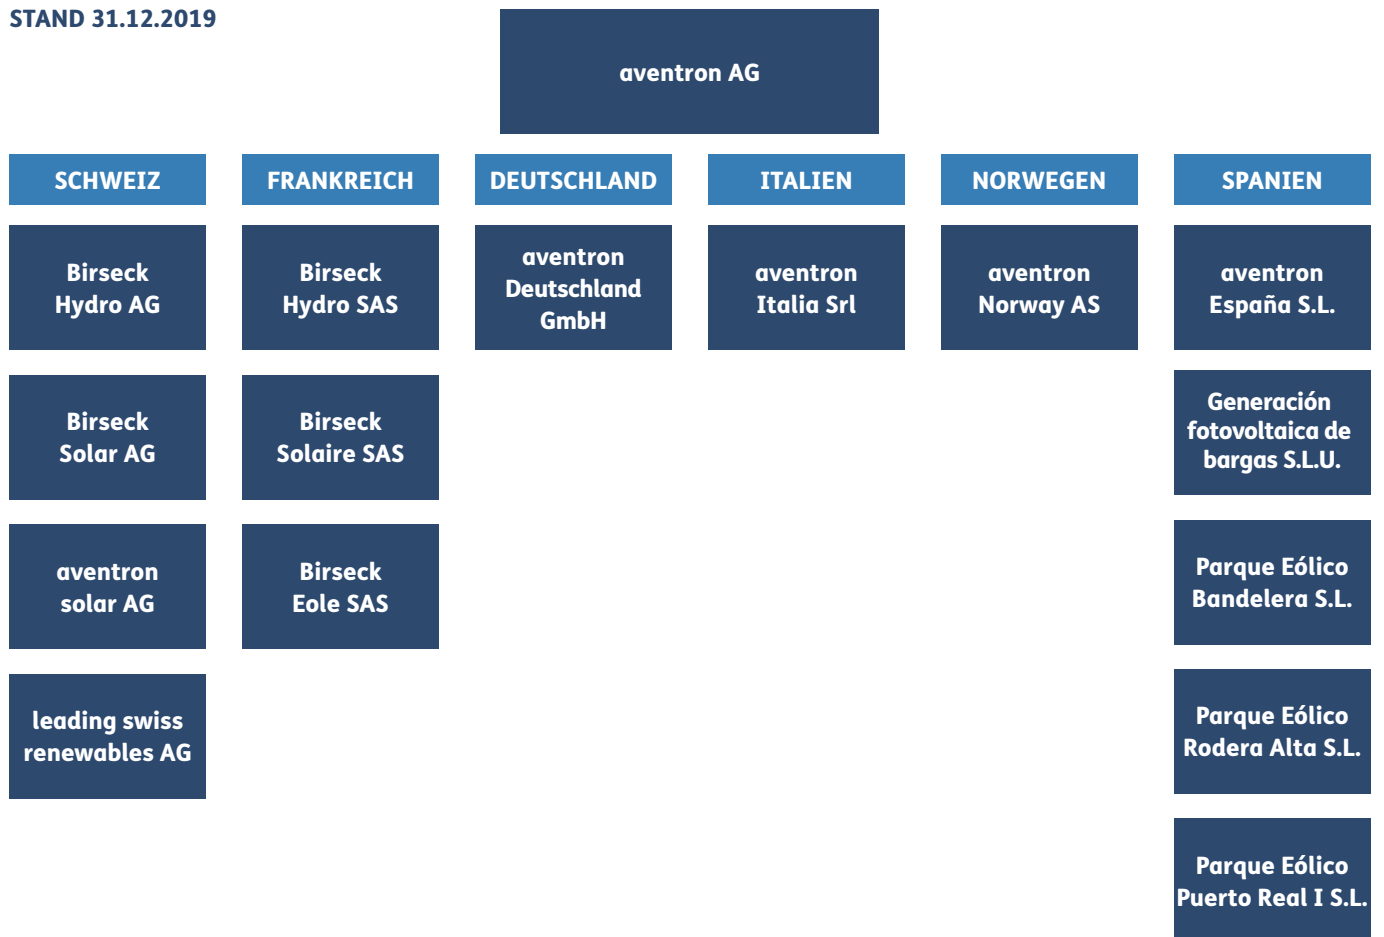 STAND 31.12.2019
aventron AG
SCHWEIZ
FRANKREICH
DEUTSCHLAND
ITALIEN
NORWEGEN
SPANIEN
Birseck
Hydro AG
Birseck
Hydro SAS
aventron
Deutschland
GmbH
aventron
Italia Srl
aventron
Norway AS
aventron
España S.L.
Birseck
Solar AG
Birseck
Solaire SAS
Generación
fotovoltaica de
bargas S.L.U.
aventron
solar AG
Birseck
Eole SAS
Parque Eólico
Bandelera S.L.
leading swiss
renewables AG
Parque Eólico
Rodera Alta S.L.
Parque Eólico
Puerto Real I S.L.